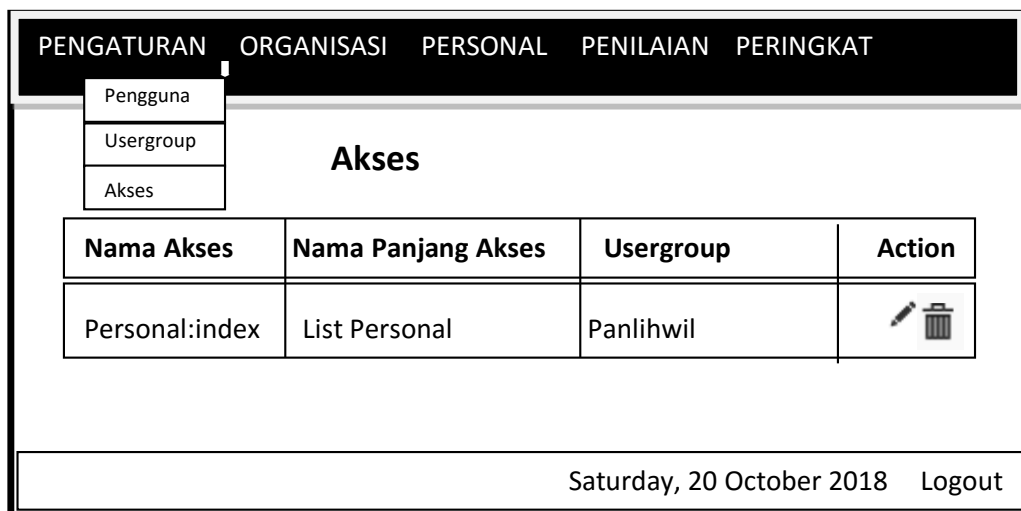 PENGATURAN ORGANISASI PERSONAL PENILAIAN PERINGKAT
Pengguna
Usergroup
Akses
Akses
Nama Akses Nama Panjang Akses Usergroup Action
Personal:index List Personal Panlihwil
Saturday, 20 October 2018 Logout